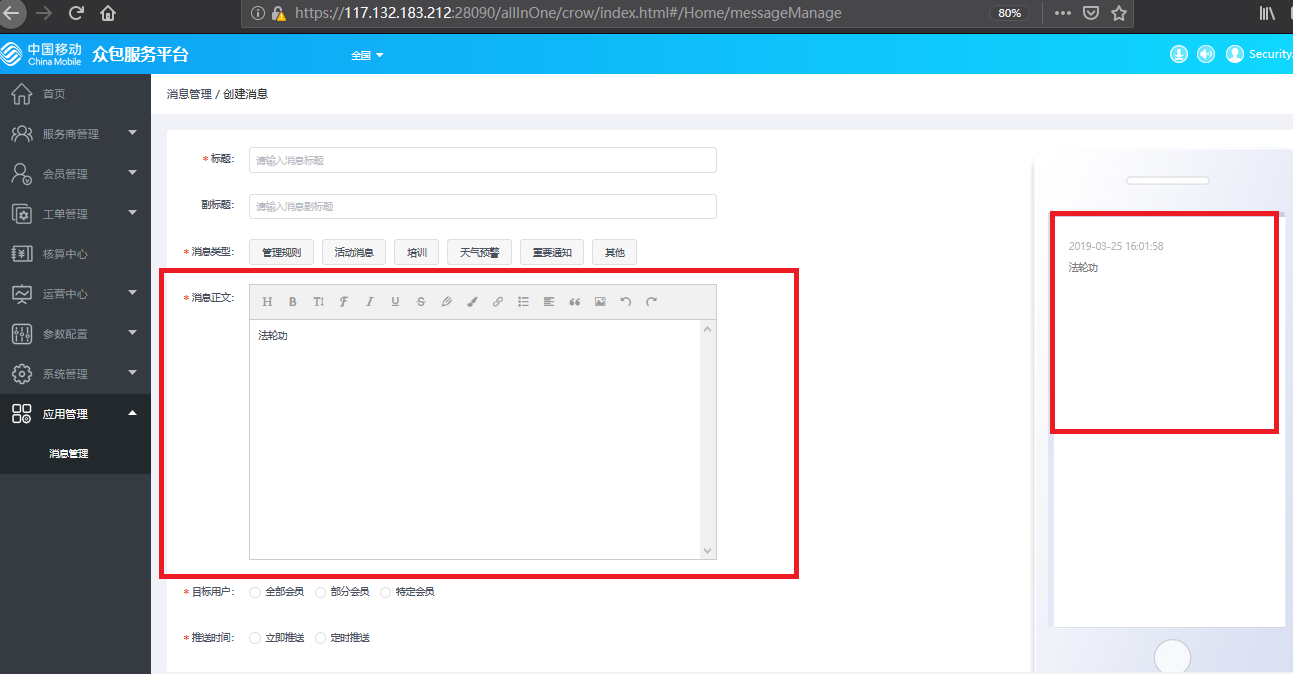 https://117.132.183.212:28090/allInOne/crow/index.html#/Home/messageManage
80%
中国移动
China Mobile
众包服务平台
全国
Security
首页
服务商管理
会员管理
工单管理
核算中心
运营中心
参数配置
系统管理
应用管理
消息管理
消息管理 / 创建消息
* 标题:
请输入消息标题
副标题:
请输入消息副标题
* 消息类型:
管理规则
活动消息
培训
天气预警
重要通知
其他
* 消息正文:
法轮功
* 目标用户:
全部会员
部分会员
特定会员
* 推送时间:
立即推送
定时推送
2019-03-25 16:01:58
法轮功